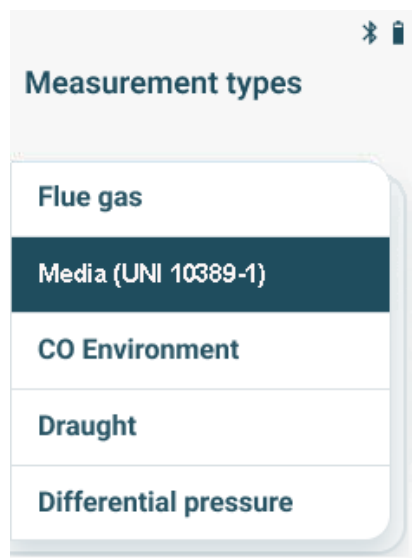 Measurement types
Flue gas
Media (UNI 10389-1)
CO Environment
Draught
Differential pressure